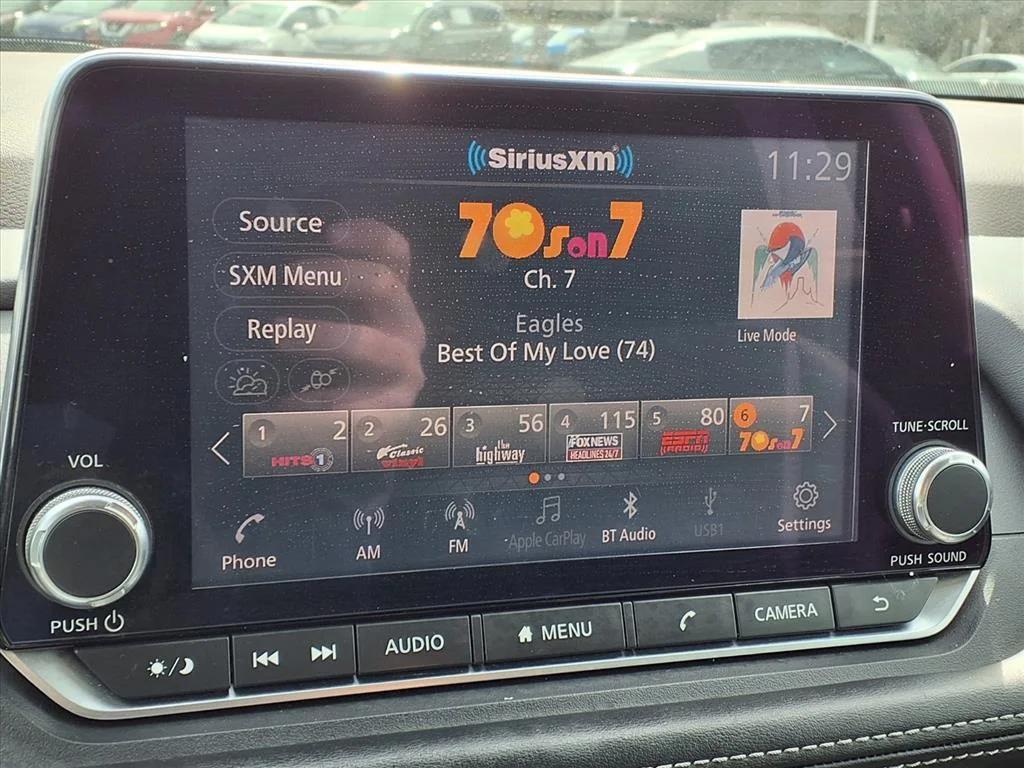 SiriusXM
11:29
Source
70s on 7
SXM Menu
Ch. 7
Replay
Eagles
Live Mode
Best Of My Love (74)
1 2
HITS 1
2 26
Classic vinyl
3 56
the highway
4 115
FOX NEWS
HEADLINES 24/7
5 80
ESPN
RADIO
6 7
70s on 7
VOL
TUNE·SCROLL
Phone
AM
FM
Apple CarPlay
BT Audio
USB1
Settings
PUSH
PUSH SOUND
AUDIO
MENU
CAMERA